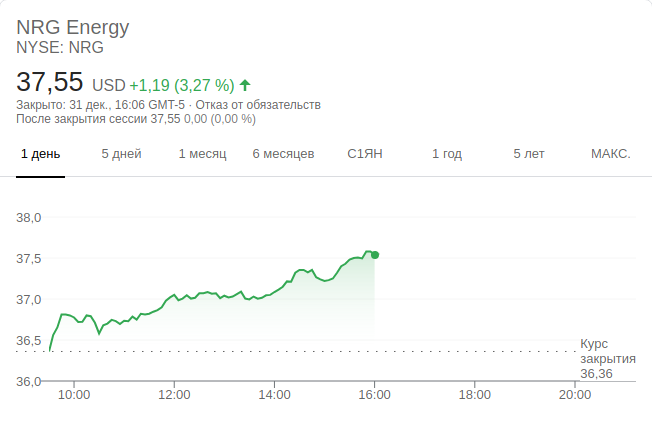 NRG Energy
NYSE: NRG
37,55 USD +1,19 (3,27 %)
Закрыто: 31 дек., 16:06 GMT-5 · Отказ от обязательств
После закрытия сессии 37,55 0,00 (0,00 %)
1 день 5 дней 1 месяц 6 месяцев С1ЯН 1 год 5 лет МАКС.
38,0
37,5
37,0
36,5
Курс
закрытия
36,36
36,0
10:00 12:00 14:00 16:00 18:00 20:00